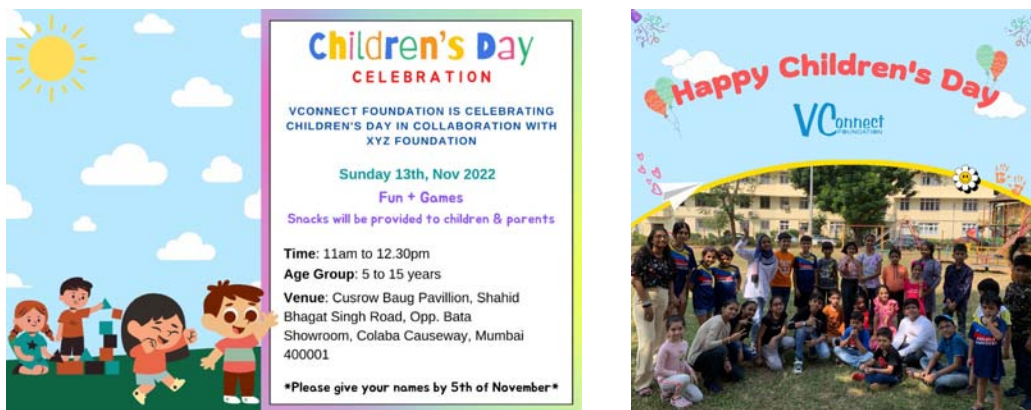 Children's Day
CELEBRATION
VCONNECT FOUNDATION IS CELEBRATING
CHILDREN'S DAY IN COLLABORATION WITH
XYZ FOUNDATION
Sunday 13th, Nov 2022
Fun + Games
Snacks will be provided to children & parents
Time: 11am to 12.30pm
Age Group: 5 to 15 years
Venue: Cusrow Baug Pavillion, Shahid
Bhagat Singh Road, Opp. Bata
Showroom, Colaba Causeway, Mumbai
400001
*Please give your names by 5th of November*
Happy Children's Day
VConnect
FOUNDATION